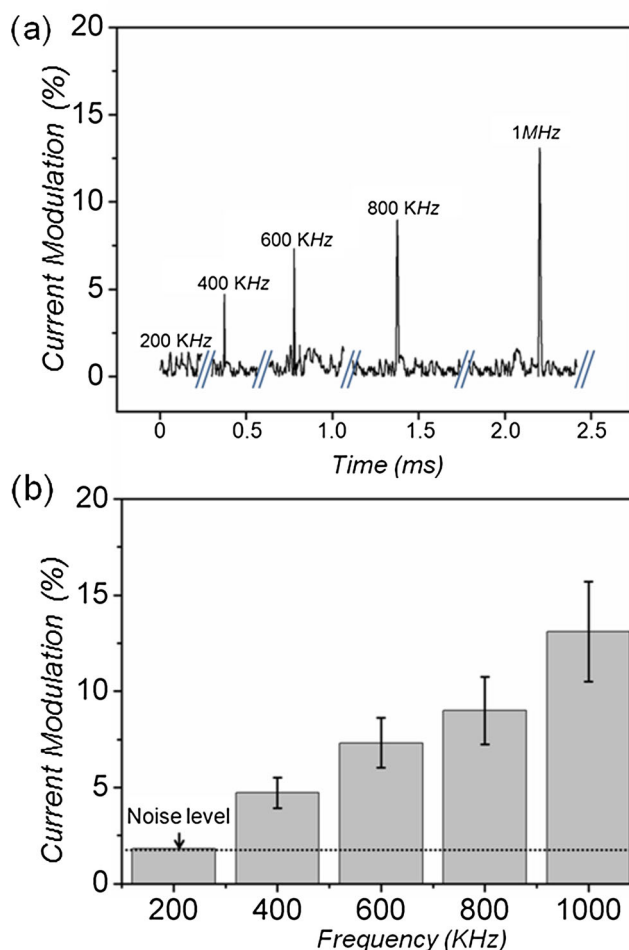 (a)
Current Modulation (%)
20
15
10
5
0
200 KHz
400 KHz
600 KHz
800 KHz
1MHz
0 0.5 1.0 1.5 2.0 2.5
Time (ms)
(b)
Current Modulation (%)
20
15
10
5
0
Noise level
200 400 600 800 1000
Frequency (KHz)